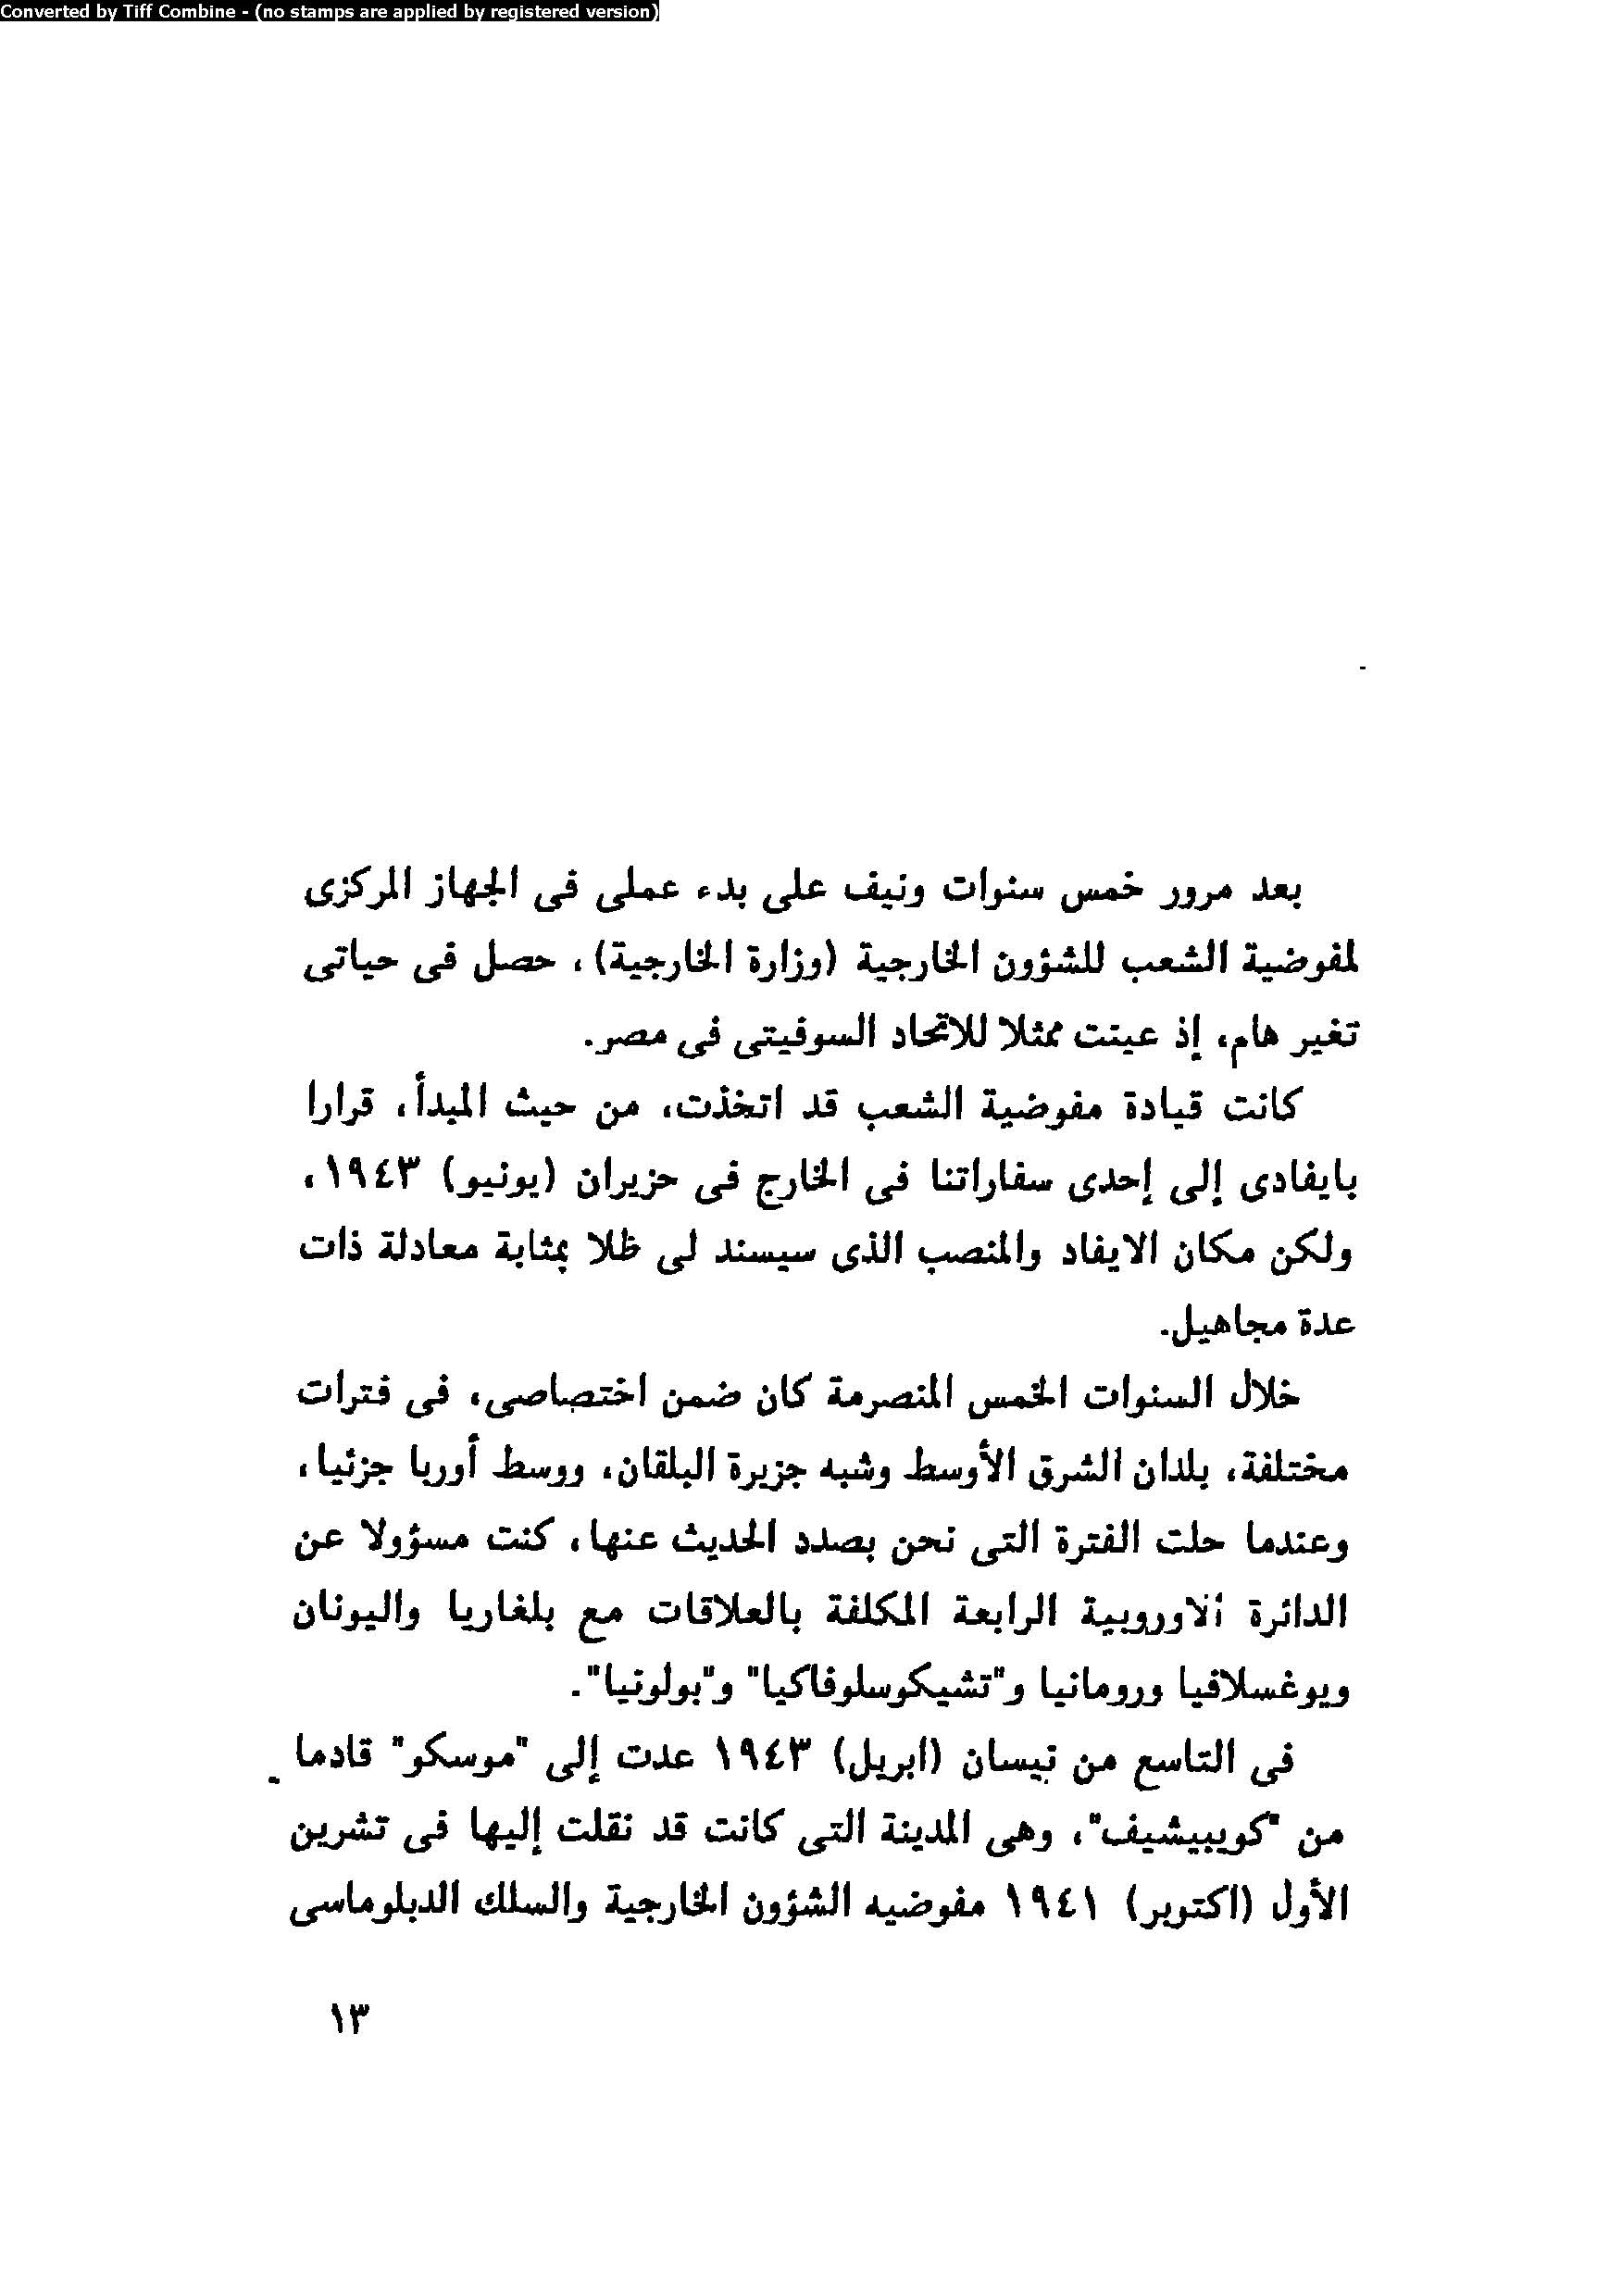 Converted by Tiff Combine - (no stamps are applied by registered version)
بعد مرور خمس سنوات ونيف على بدء عملى فى الجهاز المركزى
لمفوضية الشعب للشؤون الخارجية (وزارة الخارجية)، حصل فى حياتى
تغير هام، إذ عينت ممثلا للاتحاد السوفيتى فى مصر.
كانت قيادة مفوضية الشعب قد اتخذت، من حيث المبدأ، قرارا
بايفادى إلى إحدى سفاراتنا فى الخارج فى حزيران (يونيو) ١٩٤٣،
ولكن مكان الايفاد والمنصب الذى سيسند لى ظلا بمثابة معادلة ذات
عدة مجاهيل.
خلال السنوات الخمس المنصرمة كان ضمن اختصاصى، فى فترات
مختلفة، بلدان الشرق الأوسط وشبه جزيرة البلقان، ووسط أوربا جزئيا،
وعندما حلت الفترة التى نحن بصدد الحديث عنها، كنت مسؤولا عن
الدائرة الاوروبية الرابعة المكلفة بالعلاقات مع بلغاريا واليونان
ويوغسلافيا ورومانيا و"تشيكوسلوفاكيا" و"بولونيا".
فى التاسع من نيسان (ابريل) ١٩٤٣ عدت إلى "موسكو" قادما
من "كويبيشيف"، وهى المدينة التى كانت قد نقلت إليها فى تشرين
الأول (اكتوبر) ١٩٤١ مفوضيه الشؤون الخارجية والسلك الدبلوماسى
١٣